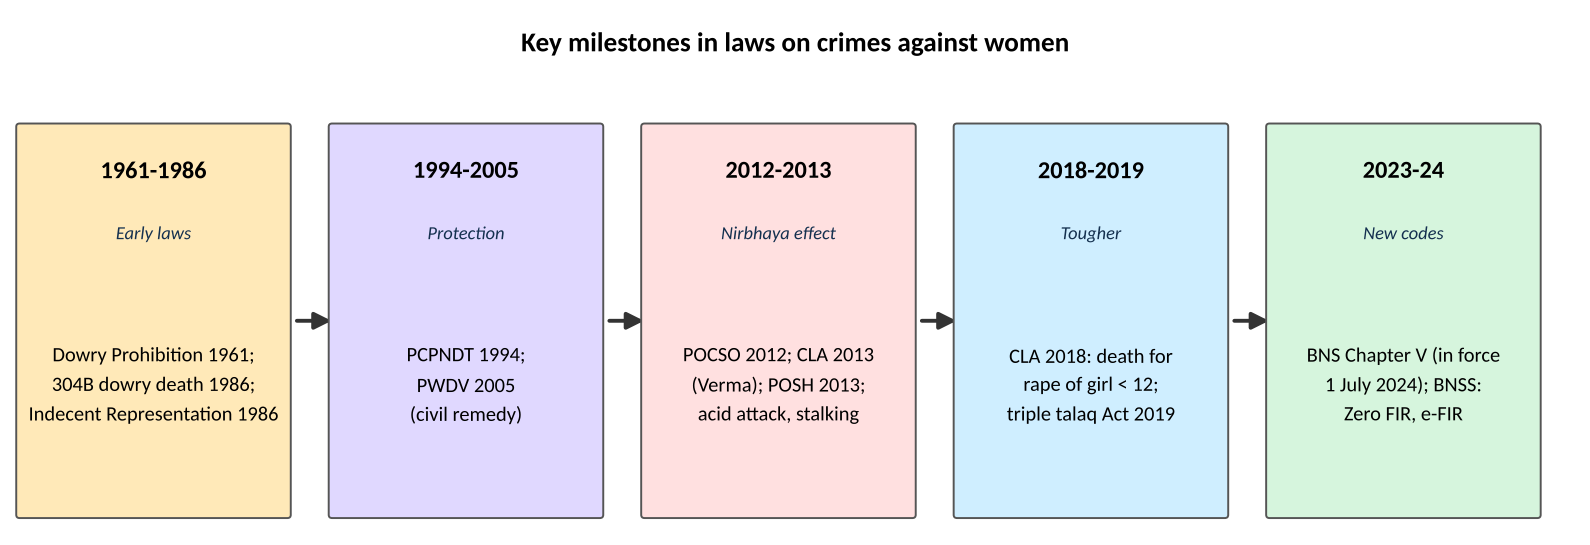 Key milestones in laws on crimes against women
1961-1986
Early laws
Dowry Prohibition 1961;
304B dowry death 1986;
Indecent Representation 1986
1994-2005
Protection
PCPNDT 1994;
PWDV 2005
(civil remedy)
2012-2013
Nirbhaya effect
POCSO 2012; CLA 2013
(Verma); POSH 2013;
acid attack, stalking
2018-2019
Tougher
CLA 2018: death for
rape of girl < 12;
triple talaq Act 2019
2023-24
New codes
BNS Chapter V (in force
1 July 2024); BNSS:
Zero FIR, e-FIR